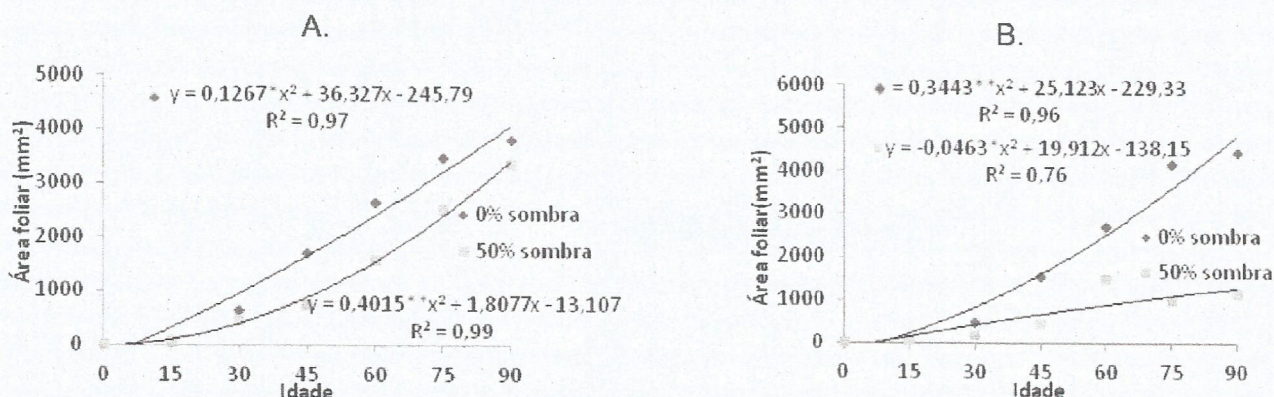 A.
5000
4000
3000
2000
1000
0
Área foliar (mm²)
y = 0,1267*x² + 36,327x - 245,79
R² = 0,97
0% sombra
50% sombra
y = 0,4015**x² + 1,8077x - 13,107
R² = 0,99
0 15 30 45 60 75 90
Idade
B.
6000
5000
4000
3000
2000
1000
0
Área foliar(mm²)
= 0,3443**x² + 25,123x - 229,33
R² = 0,96
y = -0,0463*x² + 19,912x - 138,15
R² = 0,76
0% sombra
50% sombra
0 15 30 45 60 75 90
Idade